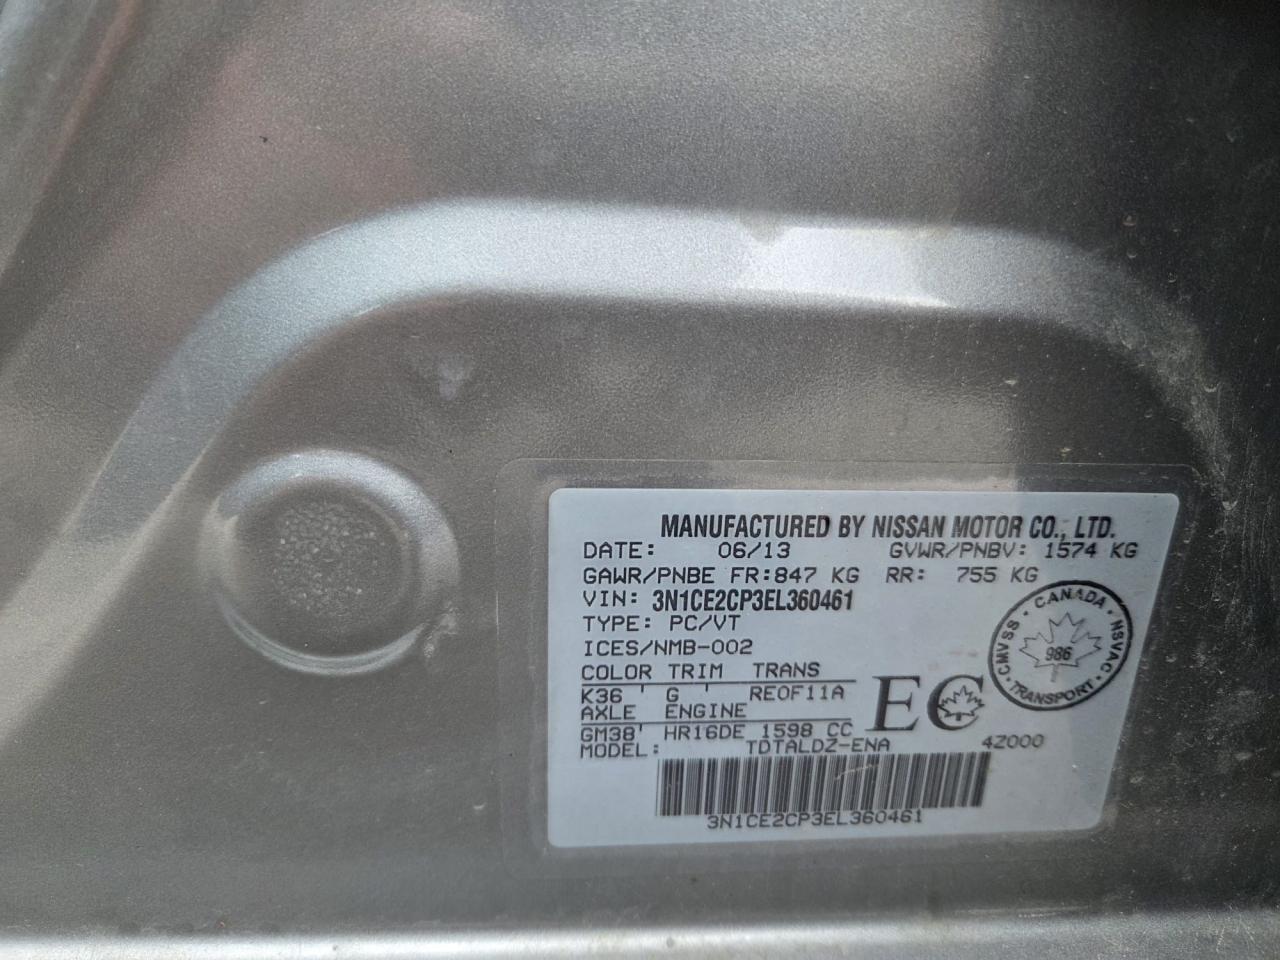 MANUFACTURED BY NISSAN MOTOR CO., LTD.
DATE: 06/13 GVWR/PNBV: 1574 KG
GAWR/PNBE FR:847 KG RR: 755 KG
VIN: 3N1CE2CP3EL360461
TYPE: PC/VT
ICES/NMB-002
COLOR TRIM TRANS
K36 ' G ' RE0F11A
AXLE ENGINE
GM38' HR16DE 1598 CC
MODEL: TDTALDZ-ENA 4Z000
EC
CANADA · NSVAC · TRANSPORT · CMVSS
986
3N1CE2CP3EL360461